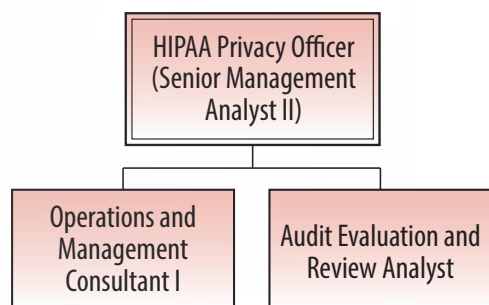 HIPAA Privacy Officer
(Senior Management
Analyst II)
Operations and
Management
Consultant I
Audit Evaluation and
Review Analyst